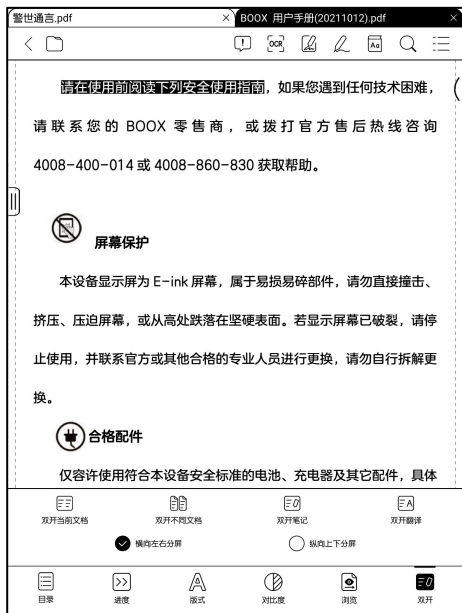 警世通言.pdf × BOOX 用户手册(20211012).pdf ×
OCR Aa
请在使用前阅读下列安全使用指南，如果您遇到任何技术困难，
请联系您的 BOOX 零售商，或拨打官方售后热线咨询
4008-400-014 或 4008-860-830 获取帮助。
屏幕保护
本设备显示屏为 E-ink 屏幕，属于易损易碎部件，请勿直接撞击、
挤压、压迫屏幕，或从高处跌落在坚硬表面。若显示屏幕已破裂，请停
止使用，并联系官方或其他合格的专业人员进行更换，请勿自行拆解更
换。
合格配件
仅容许使用符合本设备安全标准的电池、充电器及其它配件，具体
双开当前文档 双开不同文档 双开笔记 双开翻译
横向左右分屏 纵向上下分屏
目录 进度 版式 对比度 浏览 双开